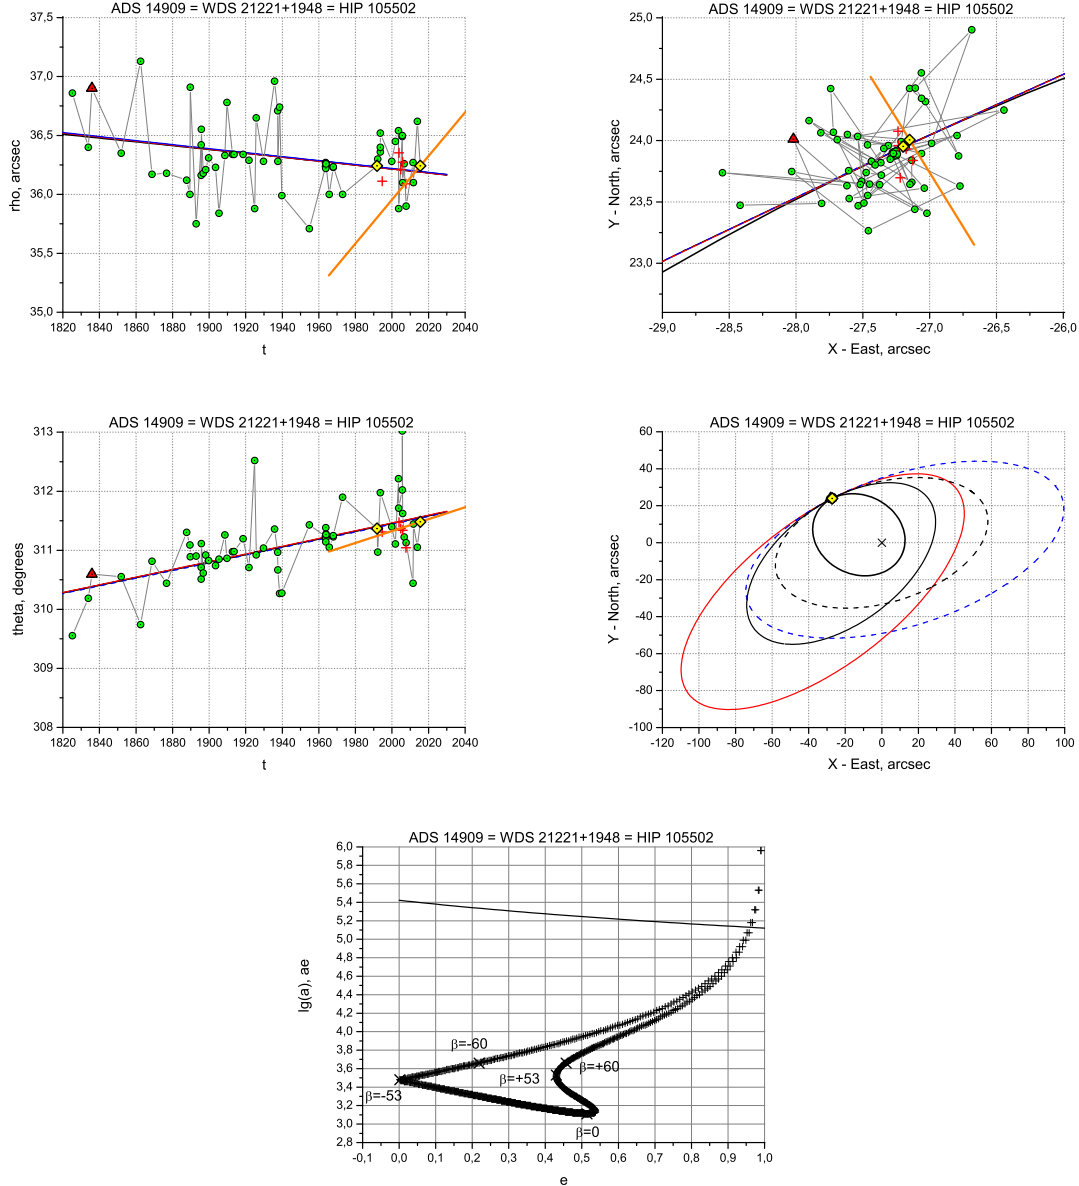 ADS 14909 = WDS 21221+1948 = HIP 105502
37,5
37,0
36,5
36,0
35,5
35,0
rho, arcsec
1820 1840 1860 1880 1900 1920 1940 1960 1980 2000 2020 2040
t
ADS 14909 = WDS 21221+1948 = HIP 105502
25,0
24,5
24,0
23,5
23,0
Y - North, arcsec
-29,0 -28,5 -28,0 -27,5 -27,0 -26,5 -26,0
X - East, arcsec
ADS 14909 = WDS 21221+1948 = HIP 105502
313
312
311
310
309
308
theta, degrees
1820 1840 1860 1880 1900 1920 1940 1960 1980 2000 2020 2040
t
ADS 14909 = WDS 21221+1948 = HIP 105502
60
40
20
0
-20
-40
-60
-80
-100
Y - North, arcsec
-120 -100 -80 -60 -40 -20 0 20 40 60 80 100
X - East, arcsec
ADS 14909 = WDS 21221+1948 = HIP 105502
6,0
5,8
5,6
5,4
5,2
5,0
4,8
4,6
4,4
4,2
4,0
3,8
3,6
3,4
3,2
3,0
2,8
lg(a), ae
β=-60
β=+53
β=+60
β=-53
β=0
-0,1 0,0 0,1 0,2 0,3 0,4 0,5 0,6 0,7 0,8 0,9 1,0
e